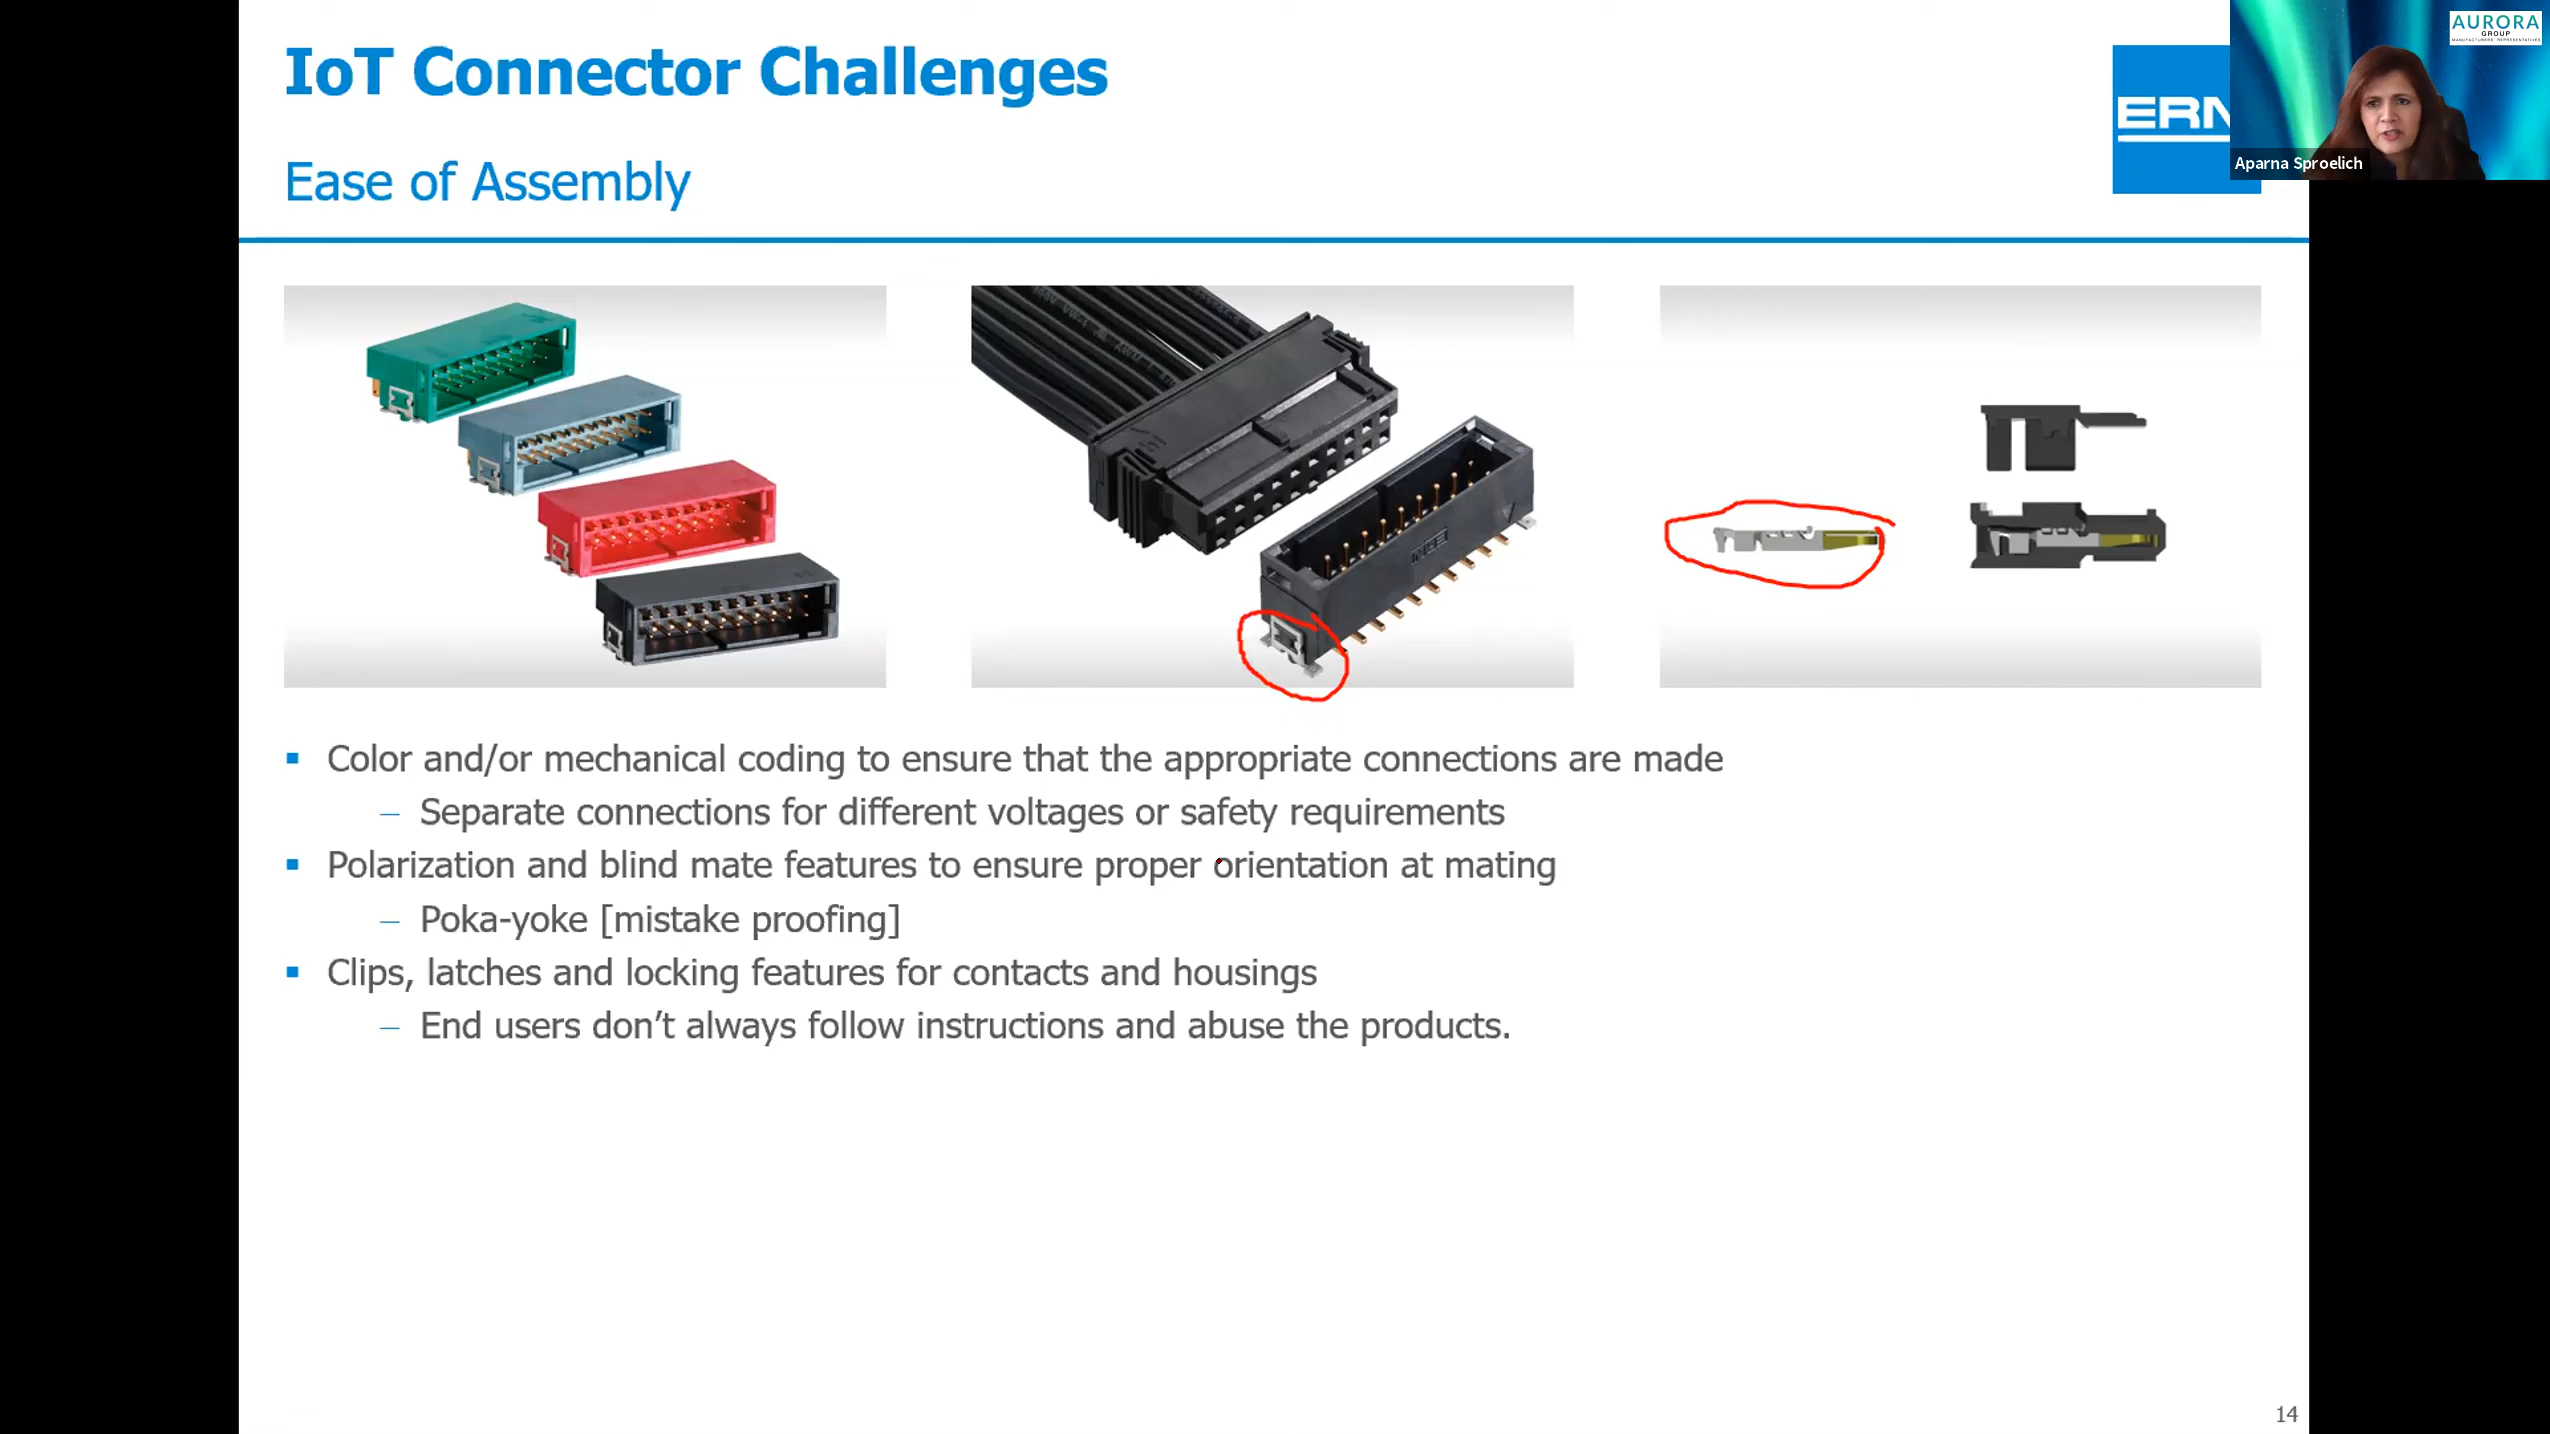 IoT Connector Challenges
Ease of Assembly
ERN
AURORA
GROUP
MANUFACTURERS REPRESENTATIVES
Aparna Sproelich
Color and/or mechanical coding to ensure that the appropriate connections are made
– Separate connections for different voltages or safety requirements
Polarization and blind mate features to ensure proper orientation at mating
– Poka-yoke [mistake proofing]
Clips, latches and locking features for contacts and housings
– End users don’t always follow instructions and abuse the products.
14